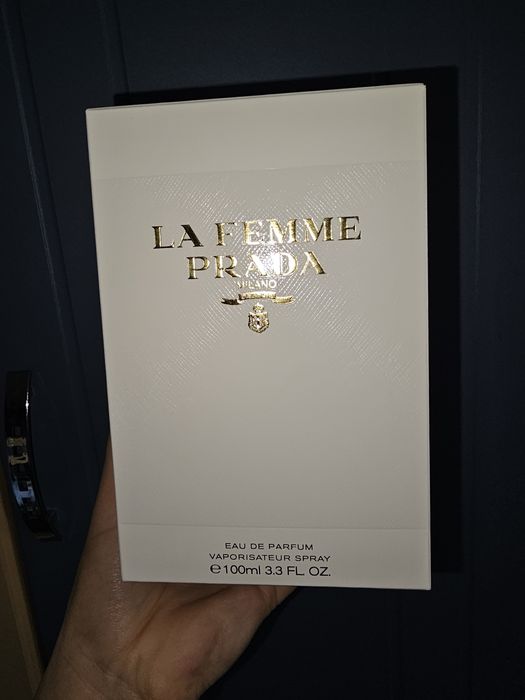 LA FEMME
PRADA
MILANO
EAU DE PARFUM
VAPORISATEUR SPRAY
℮100ml 3.3 FL. OZ.